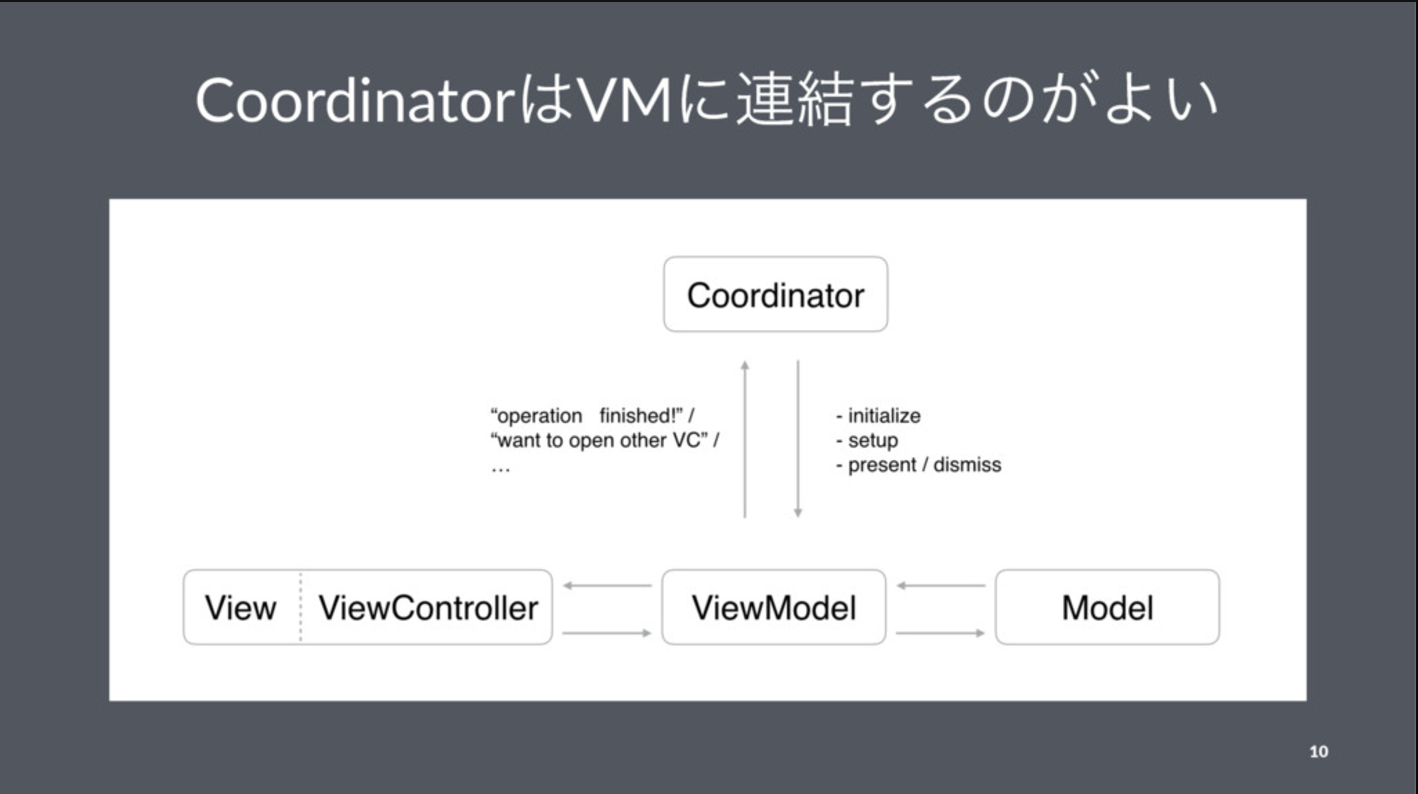 CoordinatorはVMに連結するのがよい
Coordinator
“operation finished!” /
“want to open other VC” /
…
- initialize
- setup
- present / dismiss
View
ViewController
ViewModel
Model
10